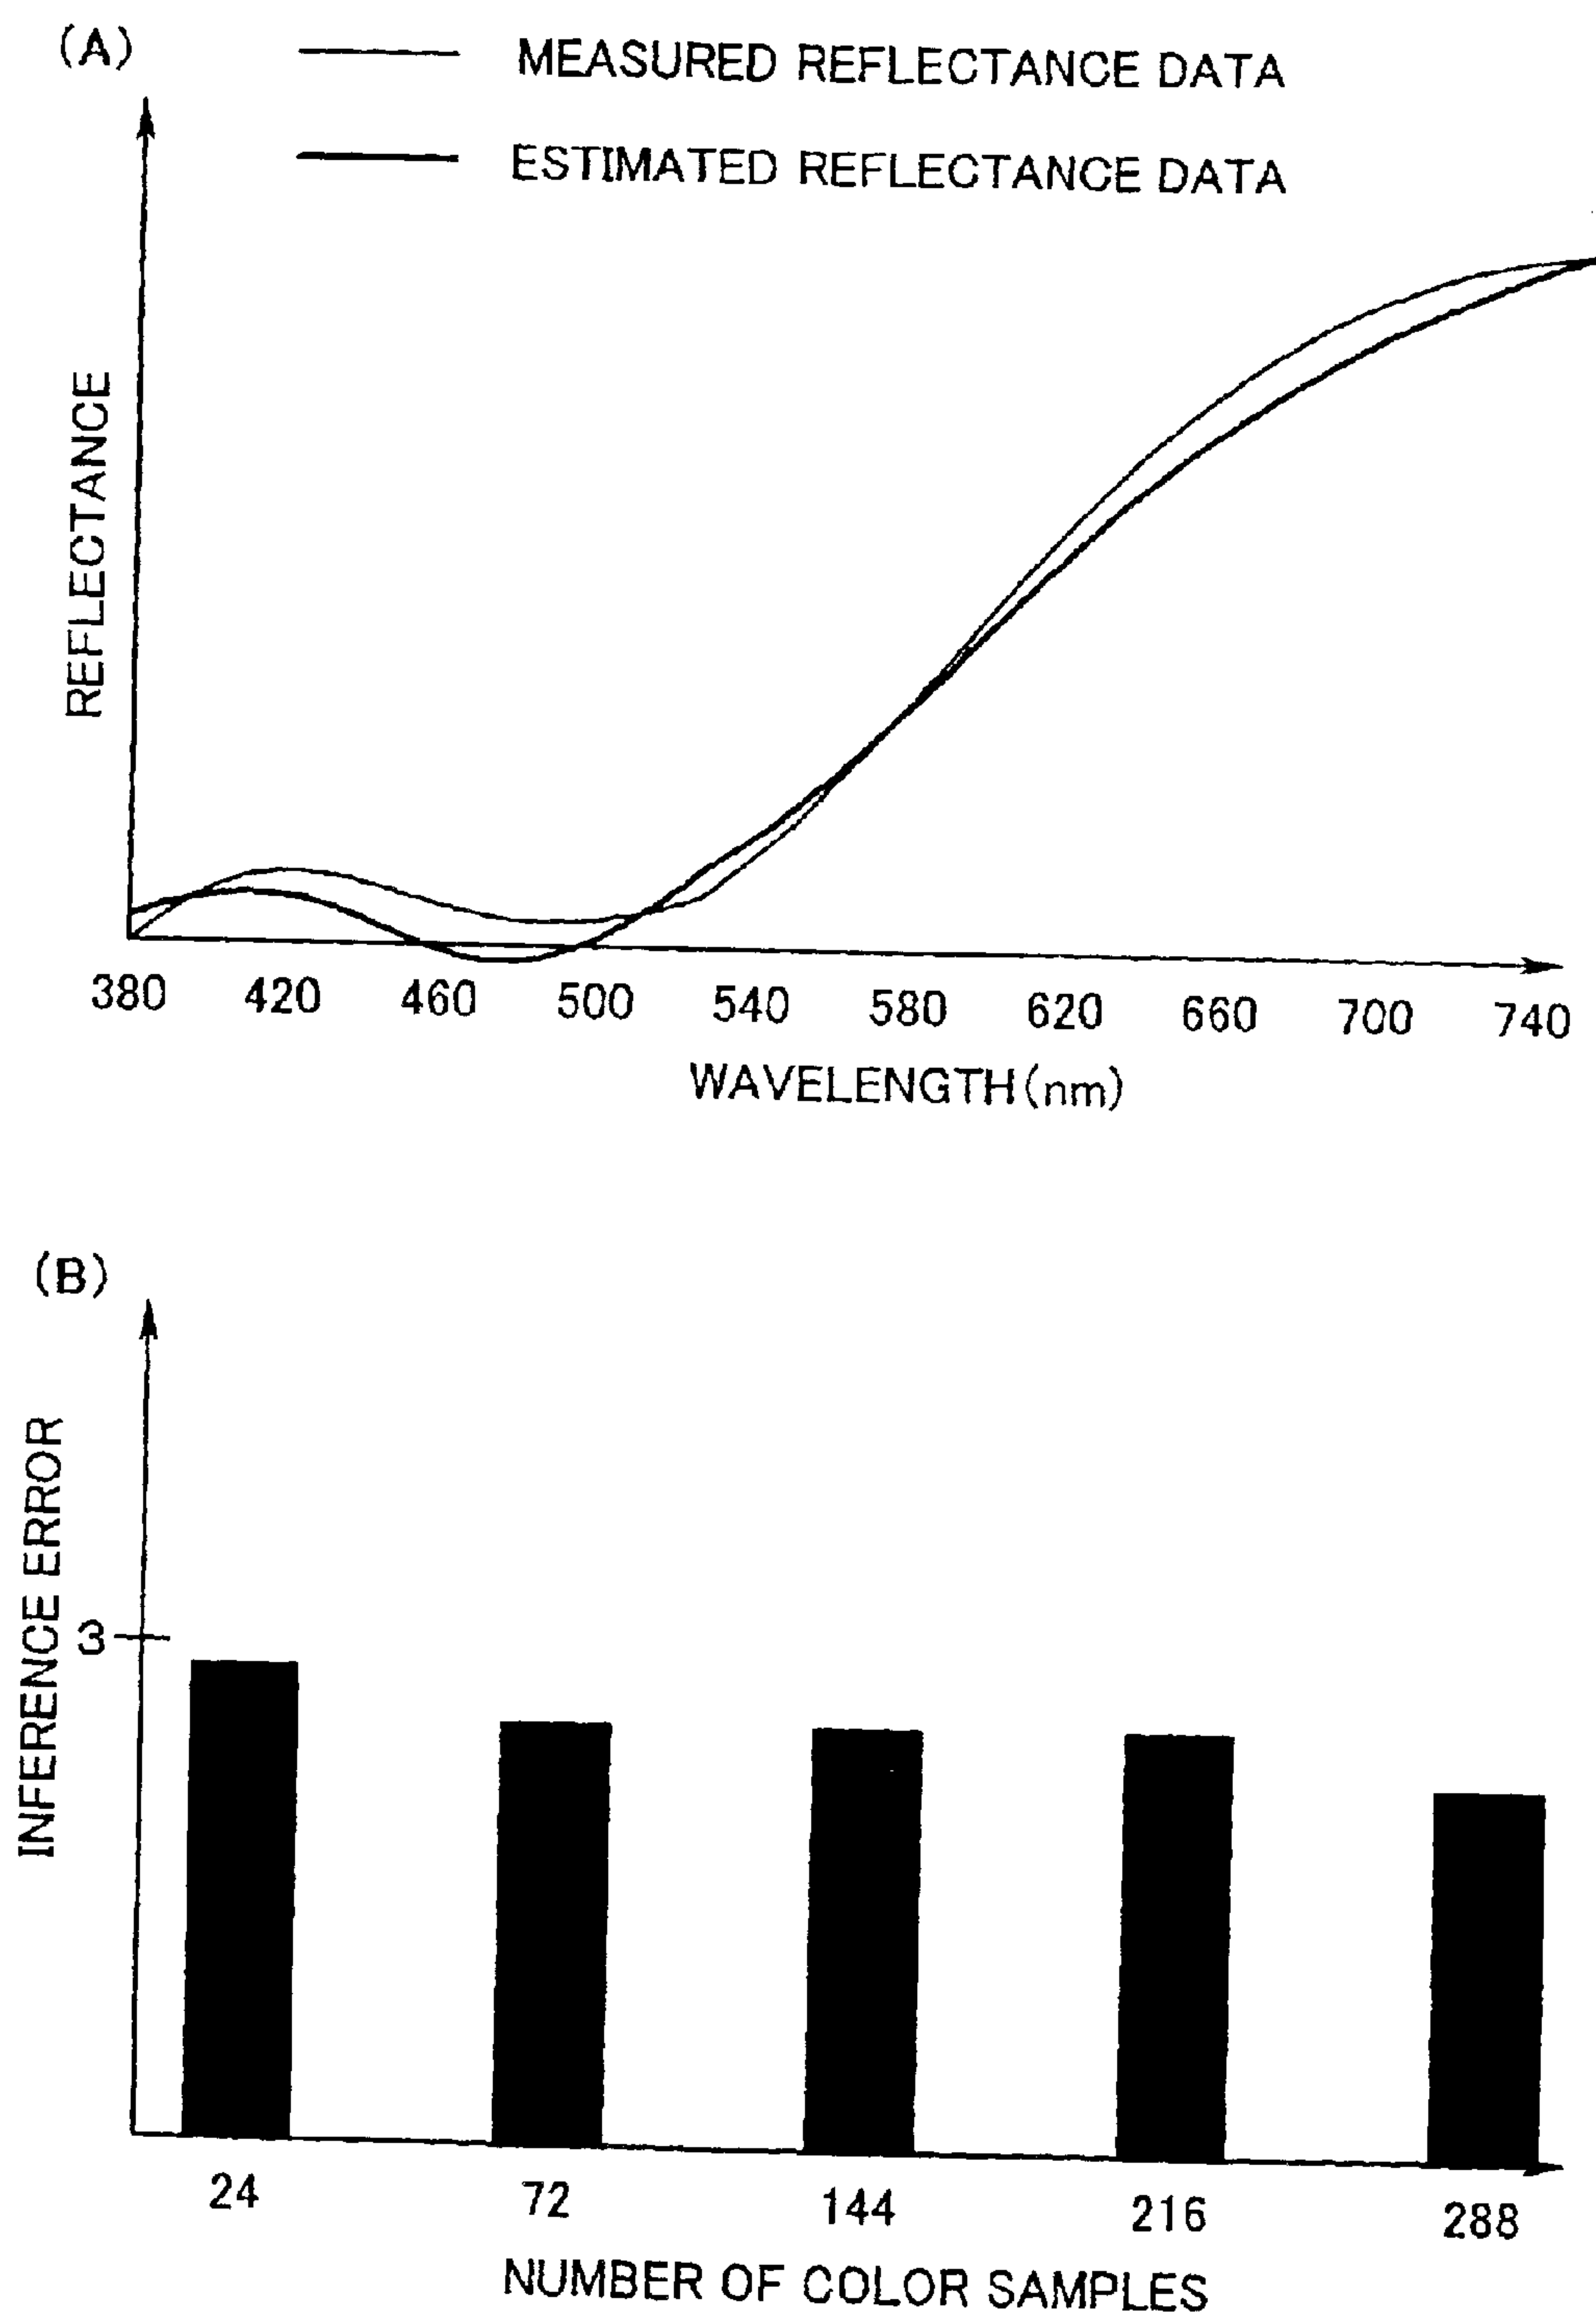 (A)
MEASURED REFLECTANCE DATA
ESTIMATED REFLECTANCE DATA
REFLECTANCE
380 420 460 500 540 580 620 660 700 740
WAVELENGTH(nm)
(B)
INFERENCE ERROR
3
24 72 144 216 288
NUMBER OF COLOR SAMPLES